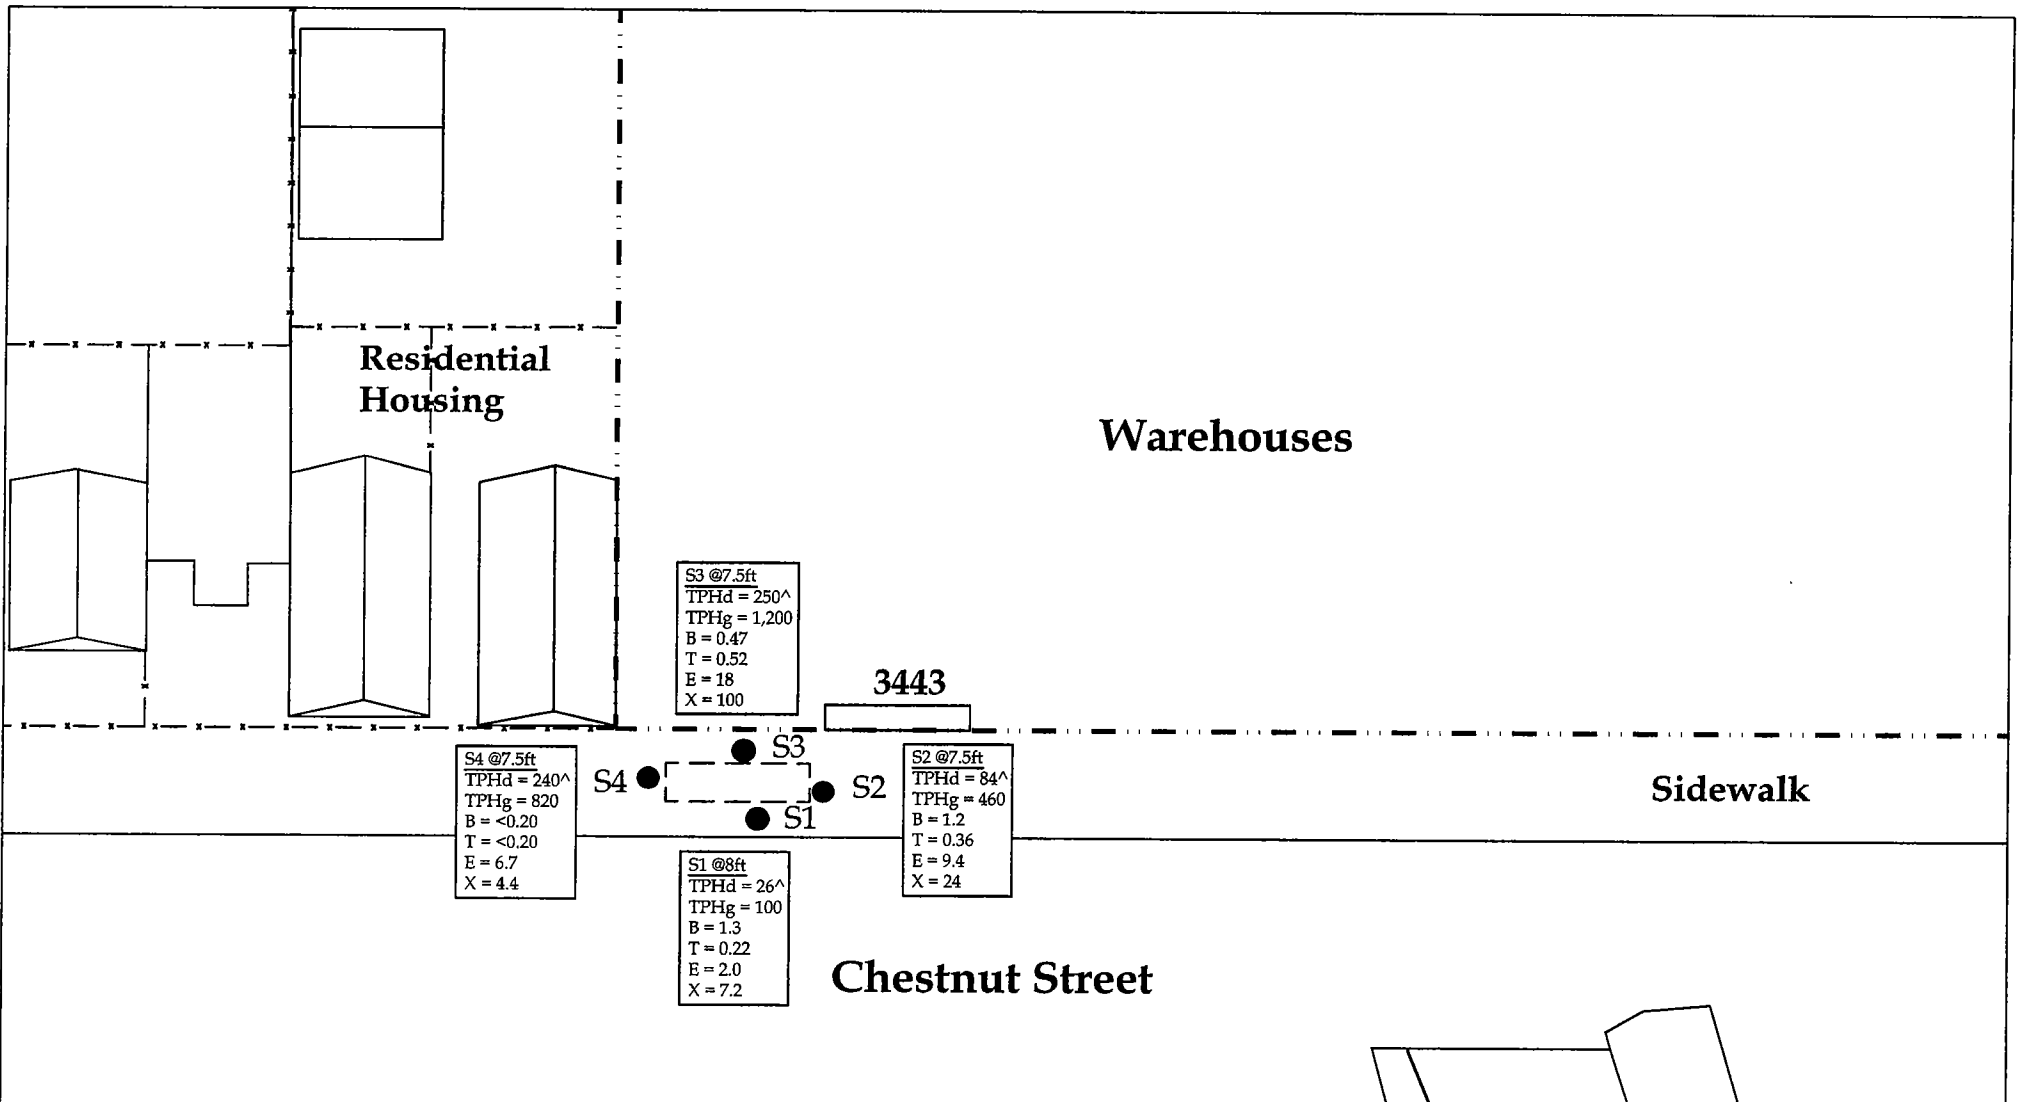 Residential
Housing
Warehouses
S3 @7.5ft
TPHd = 250^
TPHg = 1,200
B = 0.47
T = 0.52
E = 18
X = 100
3443
S3
S4
S2
S1
Sidewalk
S4 @7.5ft
TPHd = 240^
TPHg = 820
B = <0.20
T = <0.20
E = 6.7
X = 4.4
S2 @7.5ft
TPHd = 84^
TPHg = 460
B = 1.2
T = 0.36
E = 9.4
X = 24
S1 @8ft
TPHd = 26^
TPHg = 100
B = 1.3
T = 0.22
E = 2.0
X = 7.2
Chestnut Street